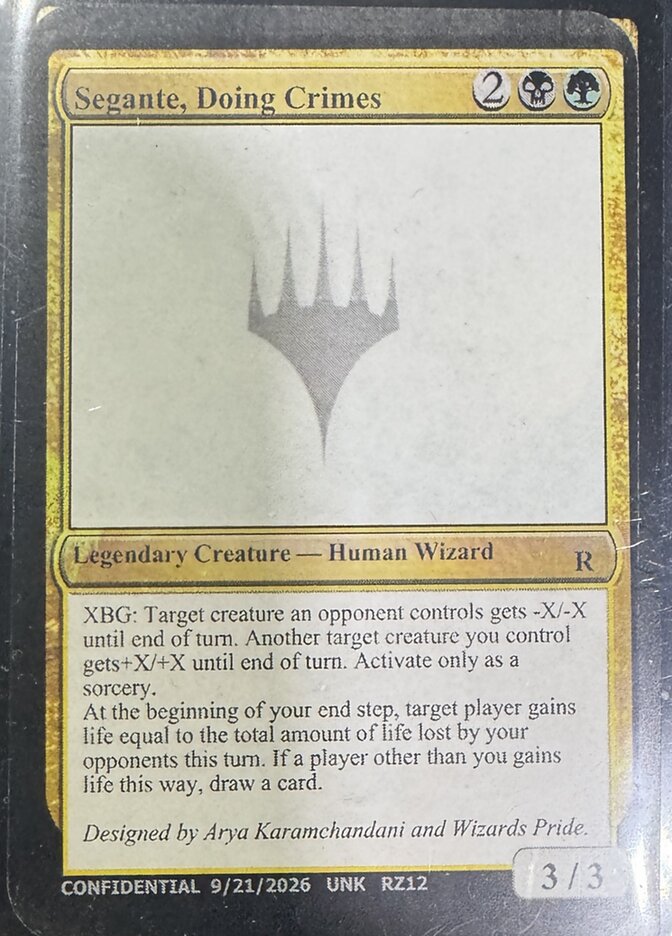 Segante, Doing Crimes 2
Legendary Creature — Human Wizard R
XBG: Target creature an opponent controls gets -X/-X
until end of turn. Another target creature you control
gets+X/+X until end of turn. Activate only as a
sorcery.
At the beginning of your end step, target player gains
life equal to the total amount of life lost by your
opponents this turn. If a player other than you gains
life this way, draw a card.
Designed by Arya Karamchandani and Wizards Pride.
3/3
CONFIDENTIAL 9/21/2026 UNK RZ12